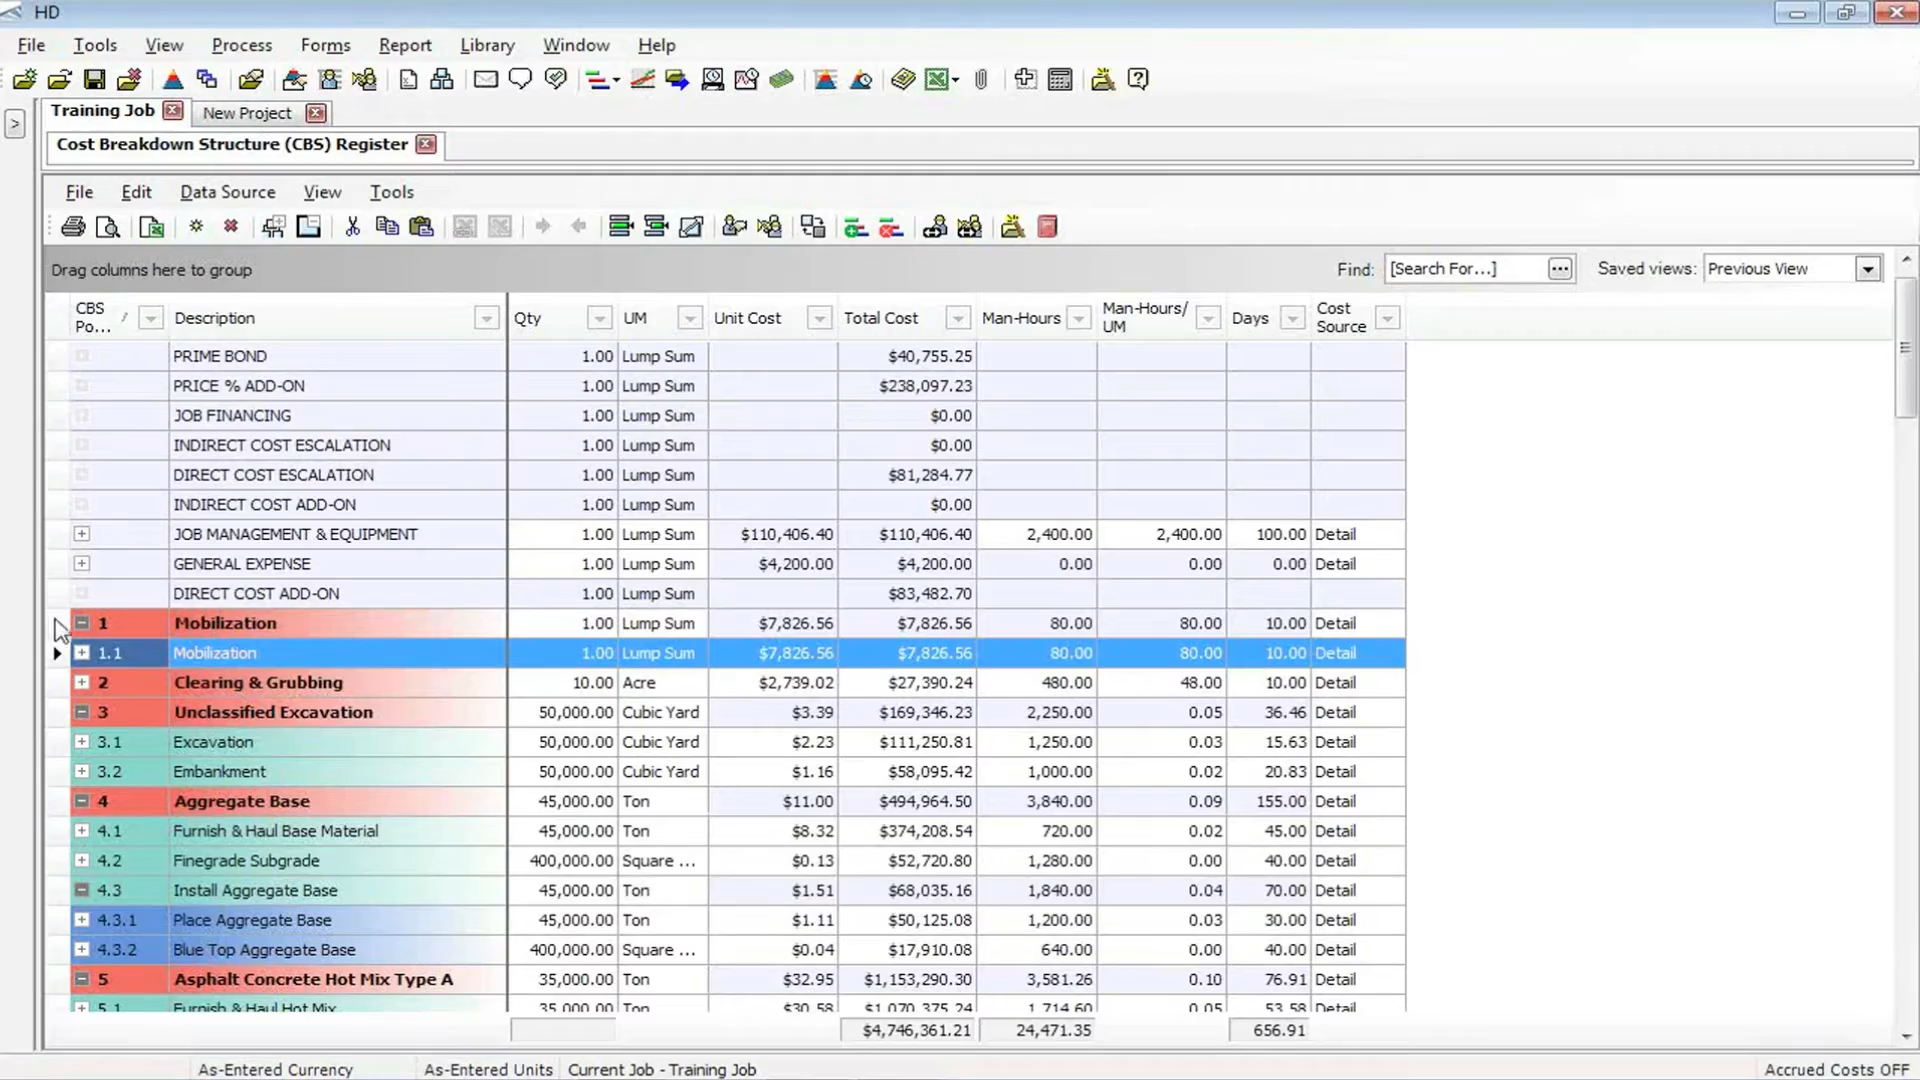 HD
File Tools View Process Forms Report Library Window Help
Training Job New Project
Cost Breakdown Structure (CBS) Register
File Edit Data Source View Tools
Drag columns here to group Find: [Search For...] Saved views: Previous View
CBS Po... Description Qty UM Unit Cost Total Cost Man-Hours Man-Hours/UM Days Cost Source
PRIME BOND 1.00 Lump Sum $40,755.25
PRICE % ADD-ON 1.00 Lump Sum $238,097.23
JOB FINANCING 1.00 Lump Sum $0.00
INDIRECT COST ESCALATION 1.00 Lump Sum $0.00
DIRECT COST ESCALATION 1.00 Lump Sum $81,284.77
INDIRECT COST ADD-ON 1.00 Lump Sum $0.00
JOB MANAGEMENT & EQUIPMENT 1.00 Lump Sum $110,406.40 $110,406.40 2,400.00 2,400.00 100.00 Detail
GENERAL EXPENSE 1.00 Lump Sum $4,200.00 $4,200.00 0.00 0.00 0.00 Detail
DIRECT COST ADD-ON 1.00 Lump Sum $83,482.70
1 Mobilization 1.00 Lump Sum $7,826.56 $7,826.56 80.00 80.00 10.00 Detail
1.1 Mobilization 1.00 Lump Sum $7,826.56 $7,826.56 80.00 80.00 10.00 Detail
2 Clearing & Grubbing 10.00 Acre $2,739.02 $27,390.24 480.00 48.00 10.00 Detail
3 Unclassified Excavation 50,000.00 Cubic Yard $3.39 $169,346.23 2,250.00 0.05 36.46 Detail
3.1 Excavation 50,000.00 Cubic Yard $2.23 $111,250.81 1,250.00 0.03 15.63 Detail
3.2 Embankment 50,000.00 Cubic Yard $1.16 $58,095.42 1,000.00 0.02 20.83 Detail
4 Aggregate Base 45,000.00 Ton $11.00 $494,964.50 3,840.00 0.09 155.00 Detail
4.1 Furnish & Haul Base Material 45,000.00 Ton $8.32 $374,208.54 720.00 0.02 45.00 Detail
4.2 Finegrade Subgrade 400,000.00 Square ... $0.13 $52,720.80 1,280.00 0.00 40.00 Detail
4.3 Install Aggregate Base 45,000.00 Ton $1.51 $68,035.16 1,840.00 0.04 70.00 Detail
4.3.1 Place Aggregate Base 45,000.00 Ton $1.11 $50,125.08 1,200.00 0.03 30.00 Detail
4.3.2 Blue Top Aggregate Base 400,000.00 Square ... $0.04 $17,910.08 640.00 0.00 40.00 Detail
5 Asphalt Concrete Hot Mix Type A 35,000.00 Ton $32.95 $1,153,290.30 3,581.26 0.10 76.91 Detail
5.1 Furnish & Haul Hot Mix 35,000.00 Ton $30.58 $1,070,375.24 1,714.60 0.05 53.58 Detail
$4,746,361.21 24,471.35 656.91
As-Entered Currency As-Entered Units Current Job - Training Job Accrued Costs OFF